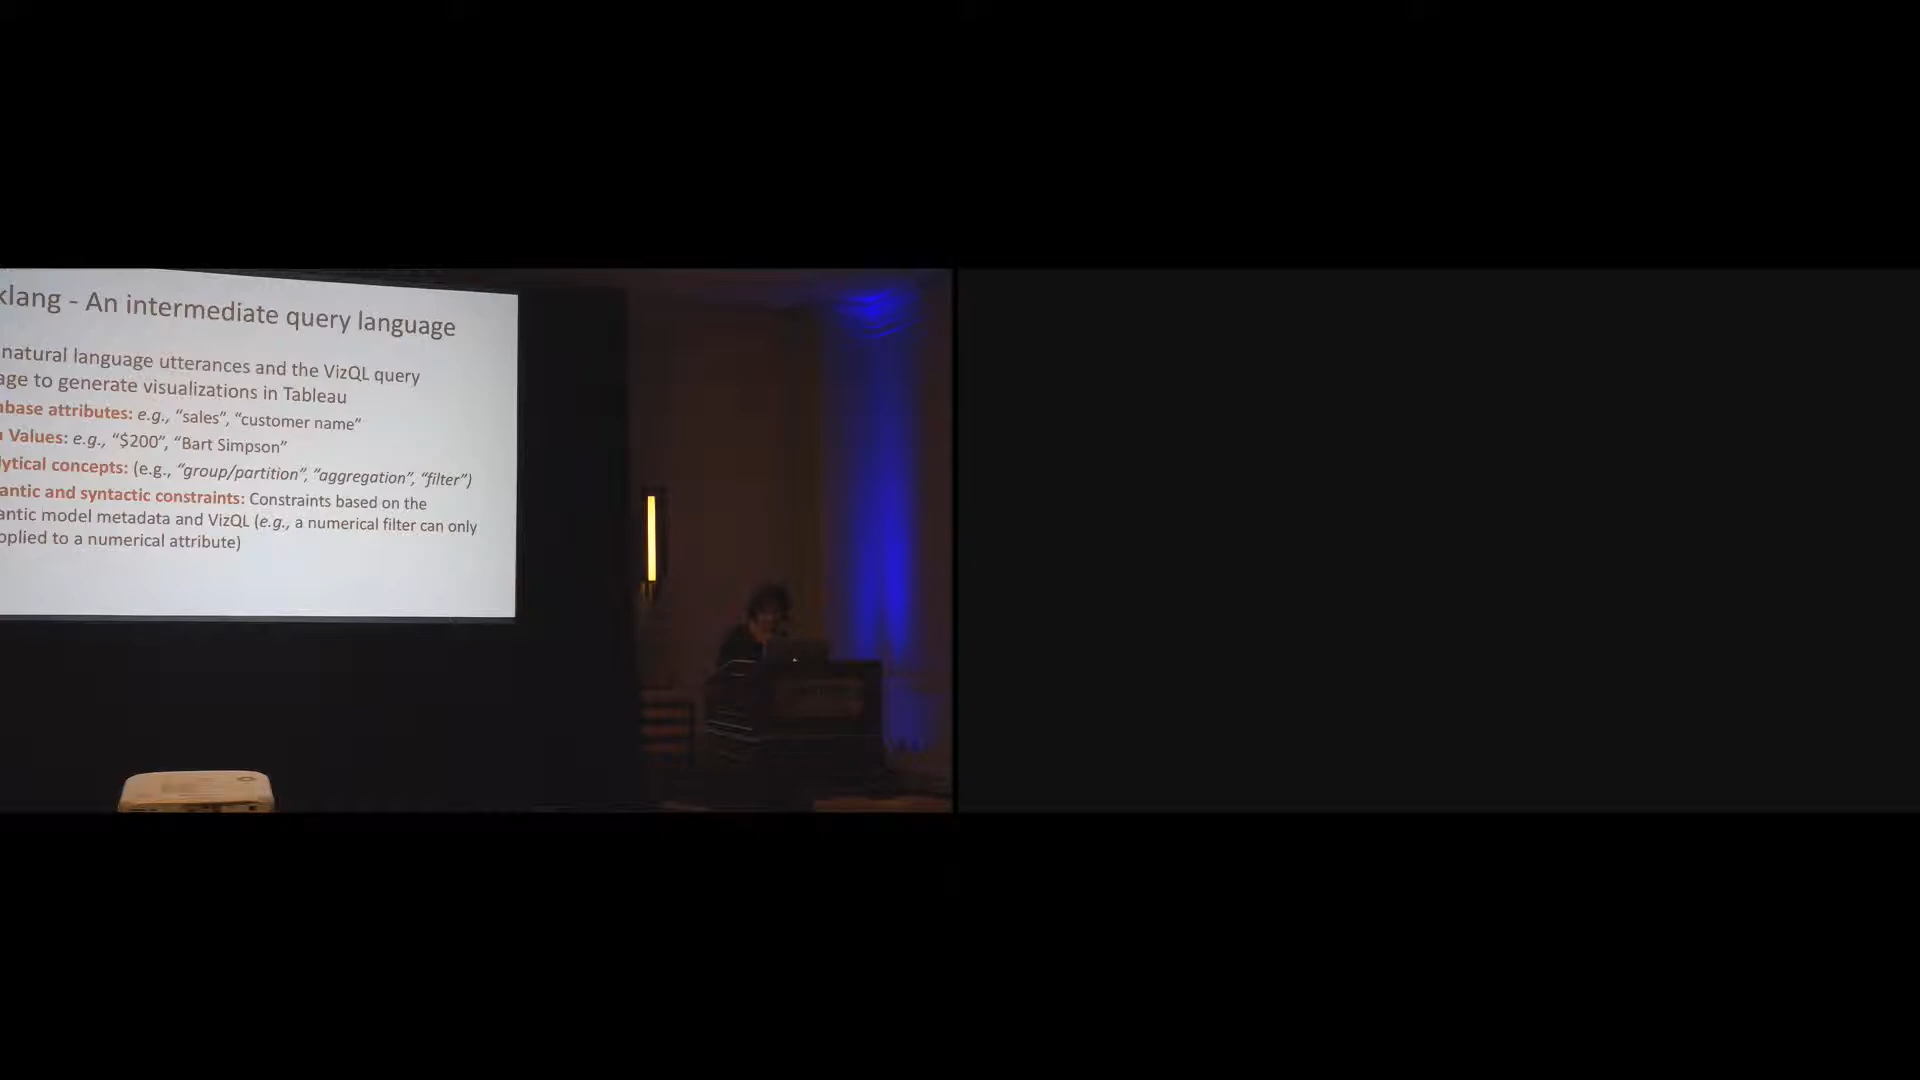 klang - An intermediate query language
natural language utterances and the VizQL query
age to generate visualizations in Tableau
base attributes: e.g., “sales”, “customer name”
Values: e.g., “$200”, “Bart Simpson”
lytical concepts: (e.g., “group/partition”, “aggregation”, “filter”)
antic and syntactic constraints: Constraints based on the
antic model metadata and VizQL (e.g., a numerical filter can only
pplied to a numerical attribute)